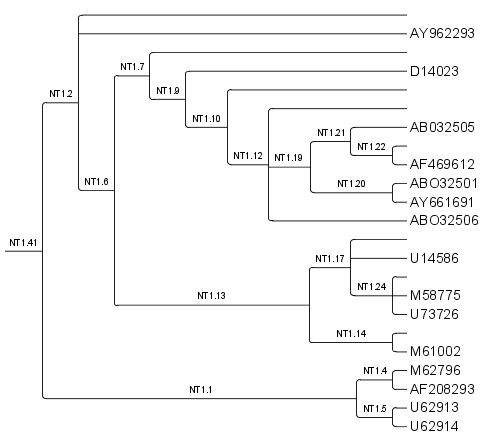 AY962293
NT1.7
D14023
NT1.2
NT1.9
NT1.10
AB032505
NT1.21
NT1.22
NT1.12
NT1.19
AF469612
NT1.6
NT1.20
ABO32501
AY661691
ABO32506
NT1.41
NT1.17
U14586
NT1.24
NT1.13
M58775
U73726
NT1.14
M61002
NT1.4
M62796
NT1.1
AF208293
NT1.5
U62913
U62914